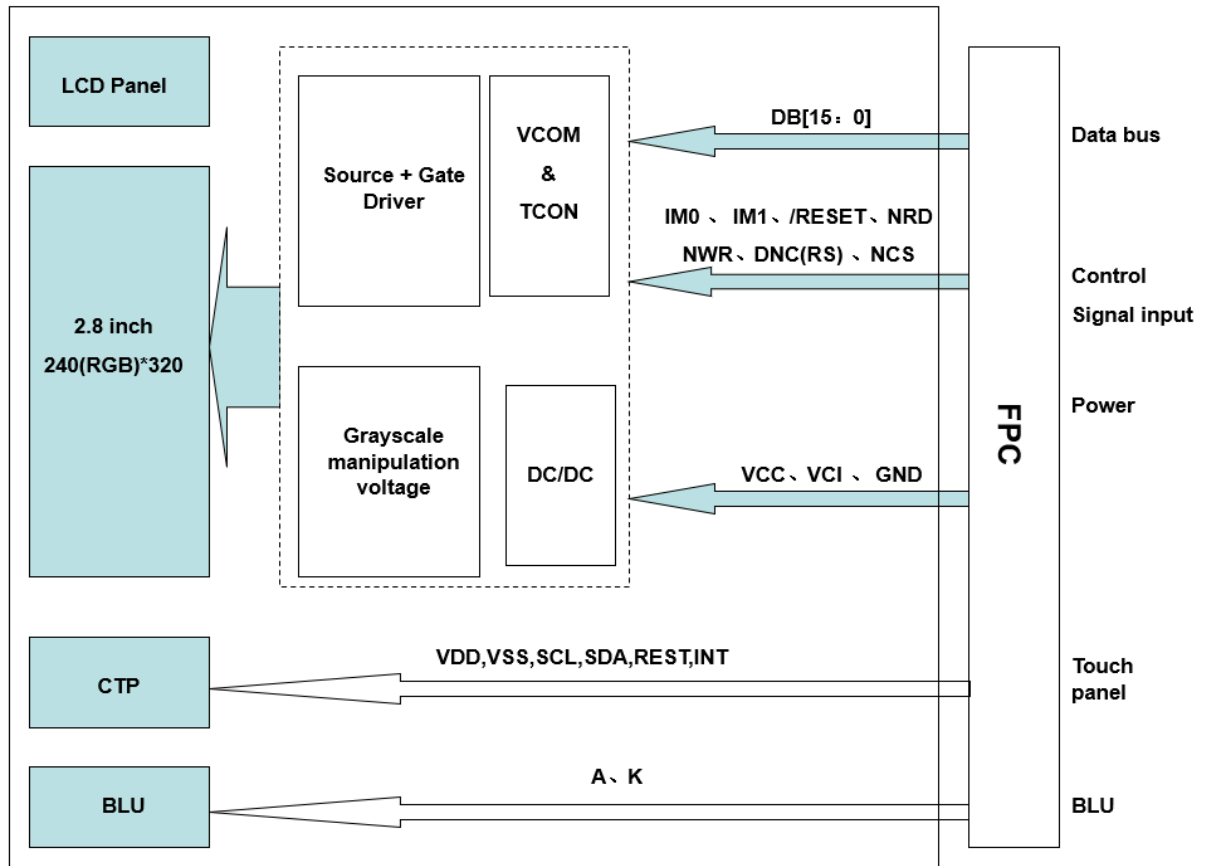 LCD Panel
2.8 inch
240(RGB)*320
Source + Gate
Driver
VCOM
&
TCON
Grayscale
manipulation
voltage
DC/DC
DB[15：0]
IM0 、 IM1、/RESET、NRD
NWR、DNC(RS) 、NCS
VCC、VCI 、 GND
CTP
VDD,VSS,SCL,SDA,REST,INT
BLU
A、K
FPC
Data bus
Control
Signal input
Power
Touch
panel
BLU